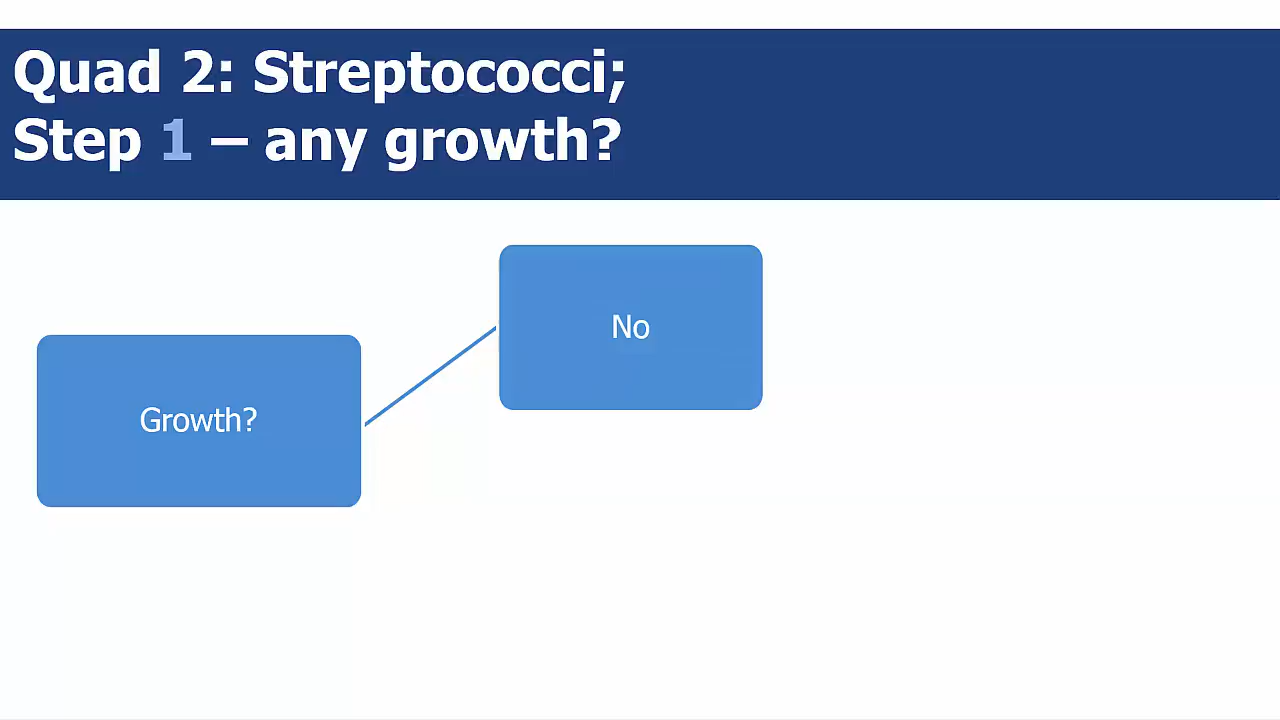 Quad 2: Streptococci;
Step 1 – any growth?
No
Growth?